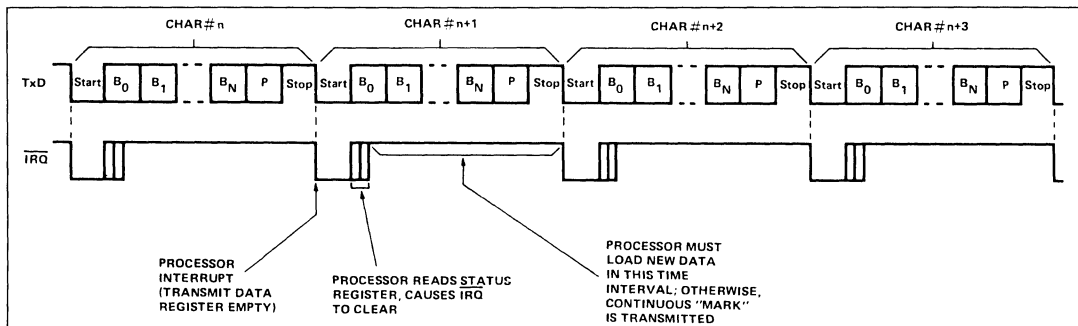 CHAR#n CHAR#n+1 CHAR#n+2 CHAR#n+3
TxD Start B0 B1 BN P Stop Start B0 B1 BN P Stop Start B0 B1 BN P Stop Start B0 B1 BN P Stop
IRQ
PROCESSOR
INTERRUPT
(TRANSMIT DATA
REGISTER EMPTY)
PROCESSOR READS STATUS
REGISTER, CAUSES IRQ
TO CLEAR
PROCESSOR MUST
LOAD NEW DATA
IN THIS TIME
INTERVAL; OTHERWISE,
CONTINUOUS "MARK"
IS TRANSMITTED